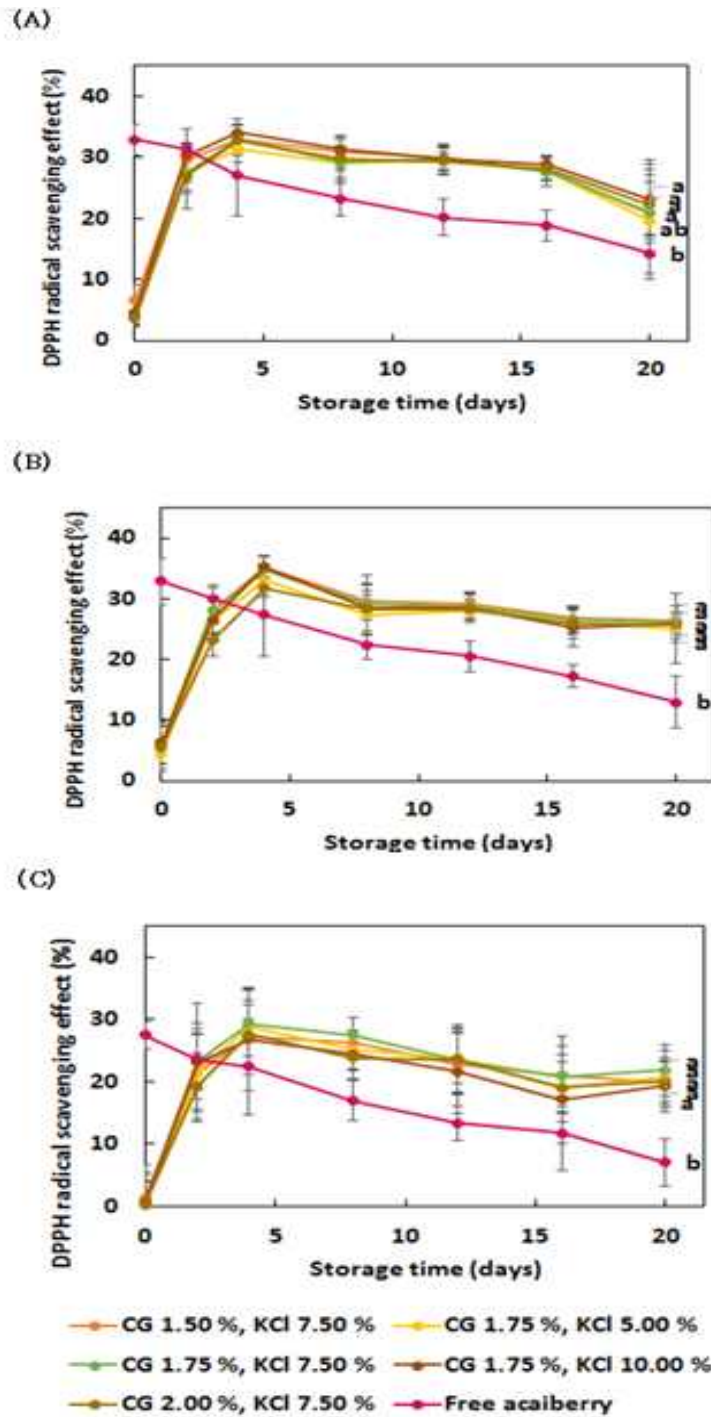 (A)
DPPH radical scavenging effect (%)
40
30
20
10
0
0 5 10 15 20
Storage time (days)
b
b
(B)
DPPH radical scavenging effect (%)
40
30
20
10
0
0 5 10 15 20
Storage time (days)
b
(C)
DPPH radical scavenging effect (%)
40
30
20
10
0
0 5 10 15 20
Storage time (days)
b
CG 1.50 %, KCl 7.50 % CG 1.75 %, KCl 5.00 %
CG 1.75 %, KCl 7.50 % CG 1.75 %, KCl 10.00 %
CG 2.00 %, KCl 7.50 % Free acaiberry